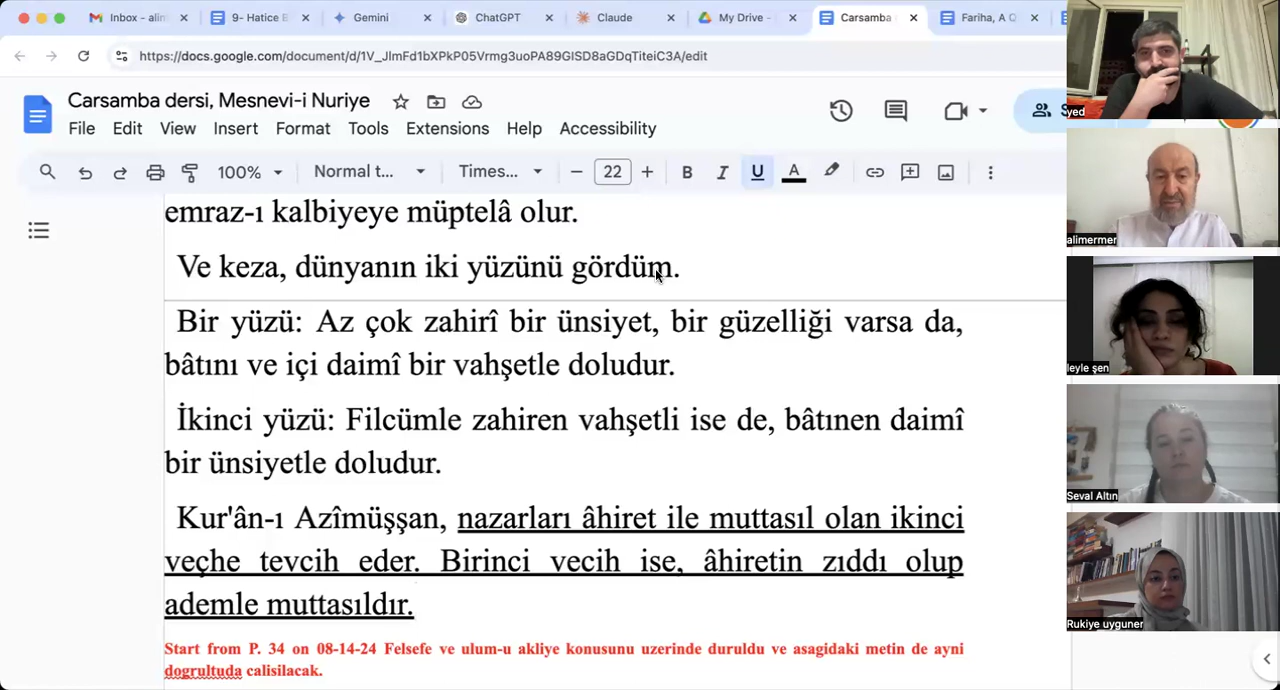 Inbox - alin
9- Hatice E
Gemini
ChatGPT
Claude
My Drive -
Carsamba
Fariha, A Q
https://docs.google.com/document/d/1V_JlmFd1bXPkP05Vrmg3uoPA89GlSD8aGDqTiteiC3A/edit
Carsamba dersi, Mesnevi-i Nuriye
File Edit View Insert Format Tools Extensions Help Accessibility
100% Normal t... Times... 22 B I U A
emraz-ı kalbiyeye müptelâ olur.
Ve keza, dünyanın iki yüzünü gördüm.
Bir yüzü: Az çok zahirî bir ünsiyet, bir güzelliği varsa da,
bâtını ve içi daimî bir vahşetle doludur.
İkinci yüzü: Filcümle zahiren vahşetli ise de, bâtınen daimî
bir ünsiyetle doludur.
Kur'ân-ı Azîmüşşan, nazarları âhiret ile muttasıl olan ikinci
veçhe tevcih eder. Birinci vecih ise, âhiretin zıddı olup
ademle muttasıldır.
Start from P. 34 on 08-14-24 Felsefe ve ulum-u akliye konusunu uzerinde duruldu ve asagidaki metin de ayni
dogrultuda calisilacak.
syed
alimermer
leyle şen
Seval Altın
Rukiye uyguner